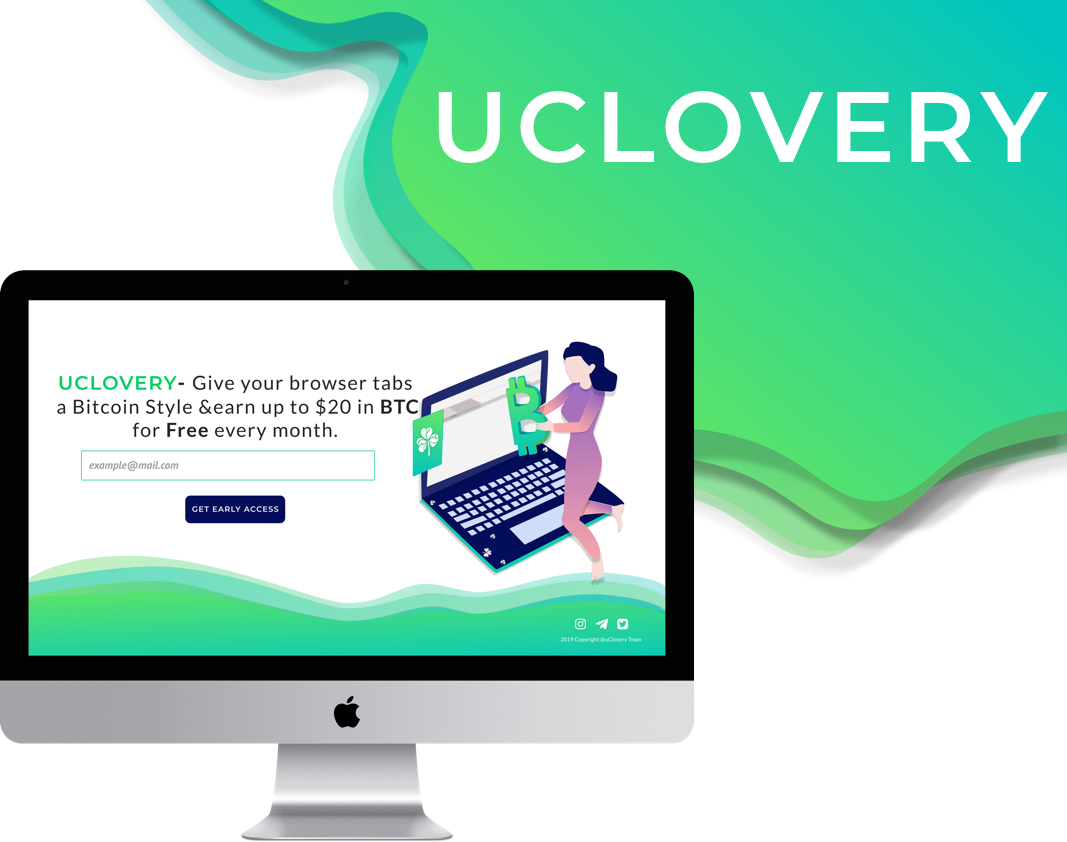 UCLOVERY
UCLOVERY- Give your browser tabs
a Bitcoin Style &earn up to $20 in BTC
for Free every month.
example@mail.com
GET EARLY ACCESS
2019 Copyright @uClovery Team